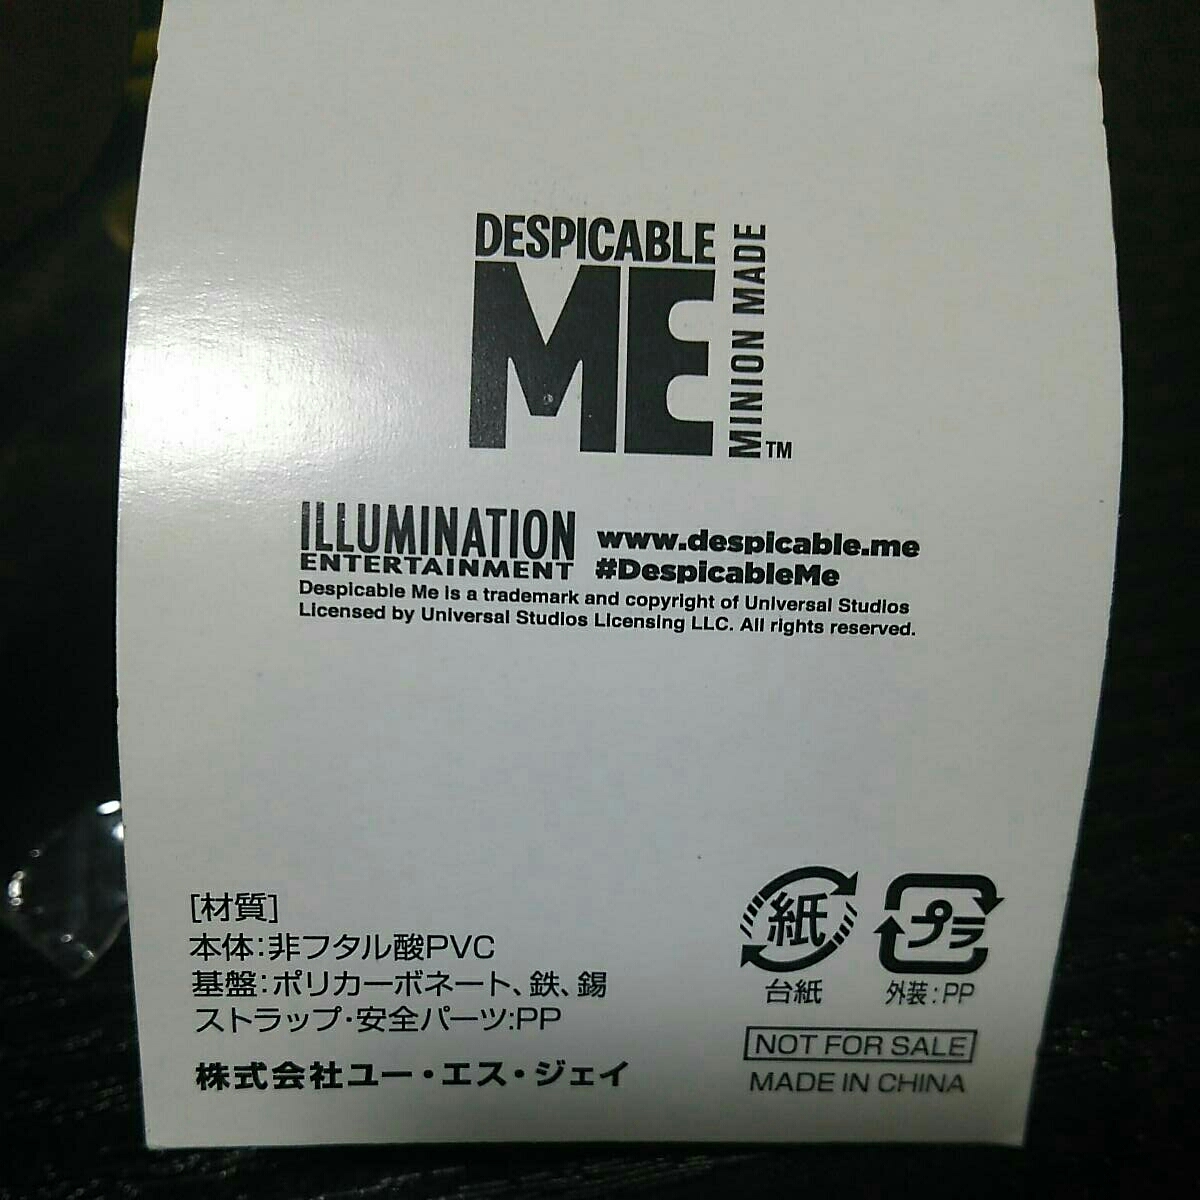 DESPICABLE
ME
MINION MADE
TM
ILLUMINATION
ENTERTAINMENT
www.despicable.me
#DespicableMe
Despicable Me is a trademark and copyright of Universal Studios
Licensed by Universal Studios Licensing LLC. All rights reserved.
[材質]
本体:非フタル酸PVC
基盤:ポリカーボネート、鉄、錫
ストラップ・安全パーツ:PP
株式会社ユー・エス・ジェイ
紙
台紙
プラ
外装:PP
NOT FOR SALE
MADE IN CHINA